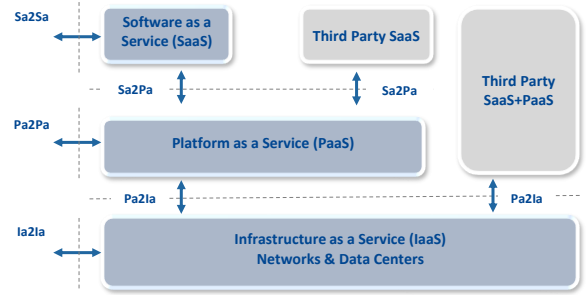 Sa2Sa
Software as a
Service (SaaS)
Third Party SaaS
Third Party
SaaS+PaaS
Sa2Pa
Sa2Pa
Pa2Pa
Platform as a Service (PaaS)
Pa2Ia
Pa2Ia
Ia2Ia
Infrastructure as a Service (IaaS)
Networks & Data Centers